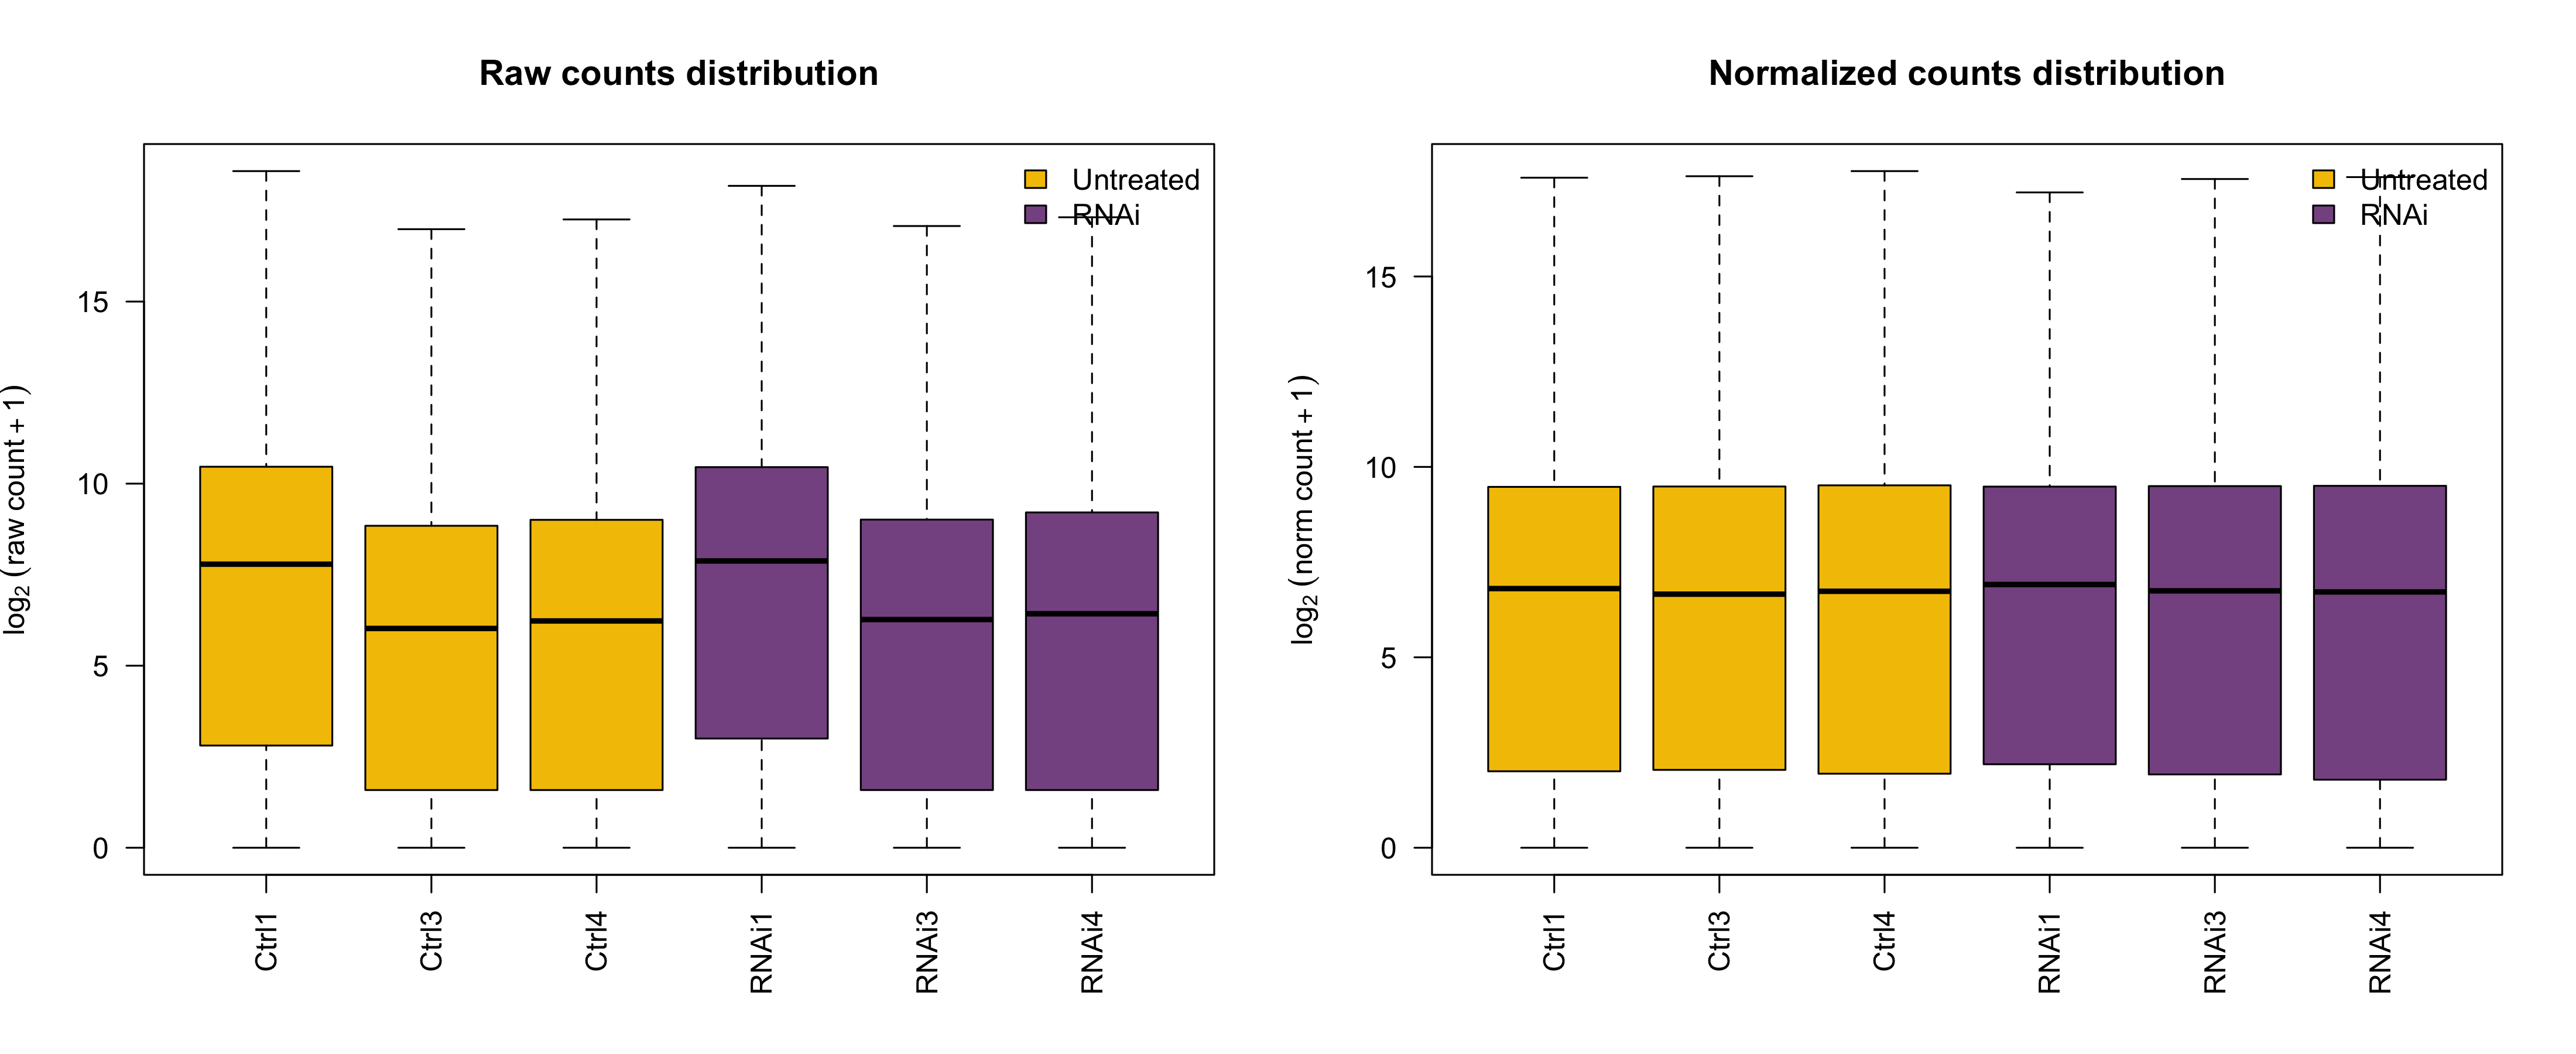 Raw counts distribution
Untreated
RNAi
log₂ (raw count + 1)
15
10
5
0
Ctrl1
Ctrl3
Ctrl4
RNAi1
RNAi3
RNAi4
Normalized counts distribution
Untreated
RNAi
log₂ (norm count + 1)
15
10
5
0
Ctrl1
Ctrl3
Ctrl4
RNAi1
RNAi3
RNAi4